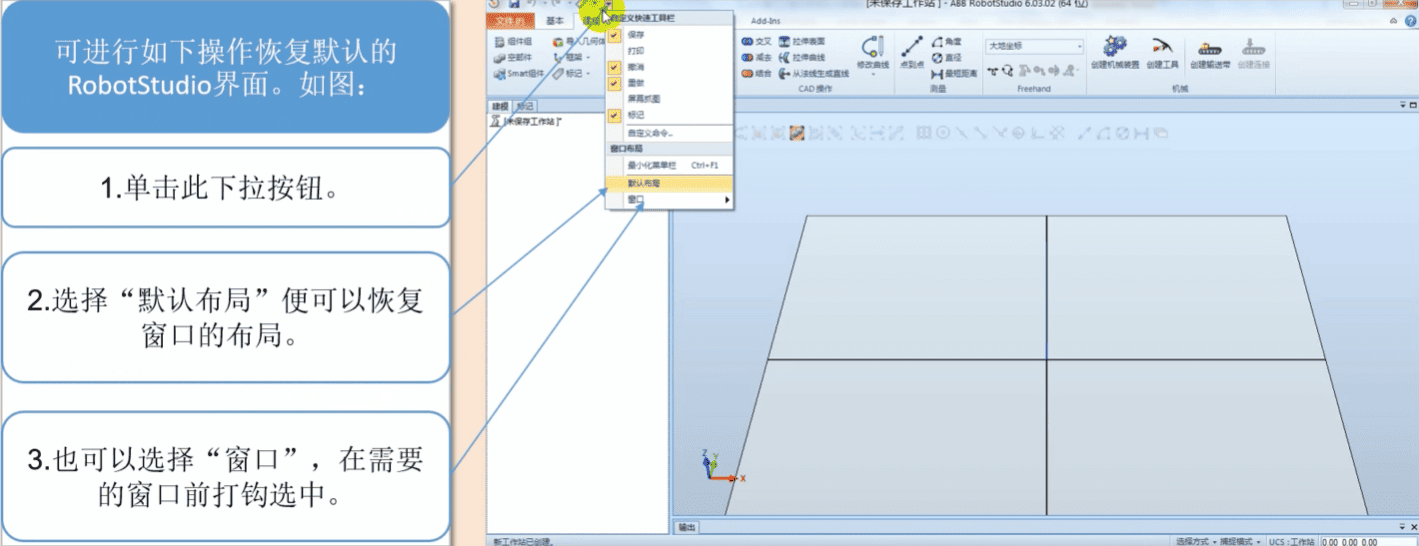 可进行如下操作恢复默认的
RobotStudio界面。如图：
1.单击此下拉按钮。
2.选择“默认布局”便可以恢复
窗口的布局。
3.也可以选择“窗口”，在需要
的窗口前打钩选中。
[未保存工作站] - ABB RobotStudio 6.03.02 (64 位)
文件(F) 基本 建模 Add-Ins
自定义快速工具栏
保存
打印
撤消
重做
屏幕抓图
标记
自定义命令...
窗口布局
最小化菜单栏 Ctrl+F1
默认布局
窗口
组件组 导入几何体
空部件 框架
Smart组件 标记
交叉 拉伸表面
减去 拉伸曲线
结合 从法线生成直线
修改曲线
CAD 操作
点到点
角度
直径
最短距离
测量
大地坐标
Freehand
创建机械装置 创建工具 创建输送带 创建连接
机械
建模 标记
[未保存工作站]*
Z Y X
输出
新工作站已创建。
选择方式 捕捉模式 UCS：工作站 0.00 0.00 0.00